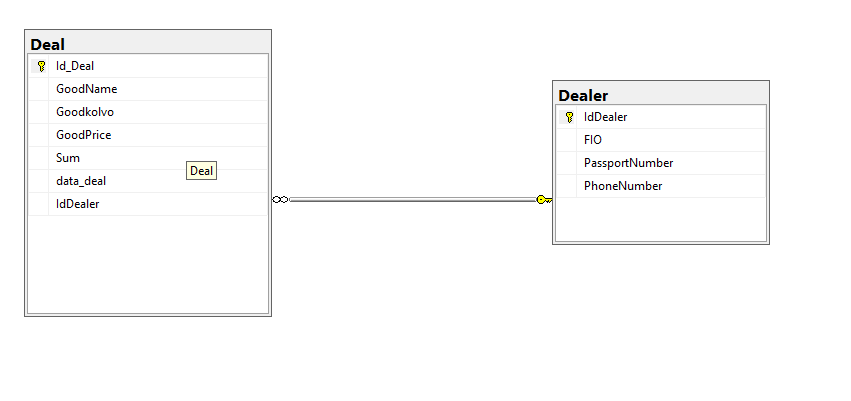 Deal
Id_Deal
GoodName
Goodkolvo
GoodPrice
Sum
data_deal
IdDealer
Deal
Dealer
IdDealer
FIO
PassportNumber
PhoneNumber